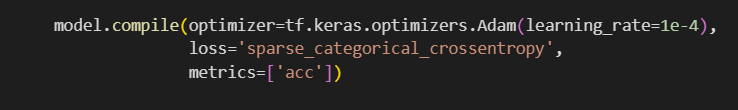 model.compile(optimizer=tf.keras.optimizers.Adam(learning_rate=1e-4),
loss='sparse_categorical_crossentropy',
metrics=['acc'])